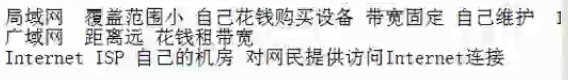 局域网 覆盖范围小 自己花钱购买设备 带宽固定 自己维护 1
广域网 距离远 花钱租带宽
Internet ISP 自己的机房 对网民提供访问Internet连接